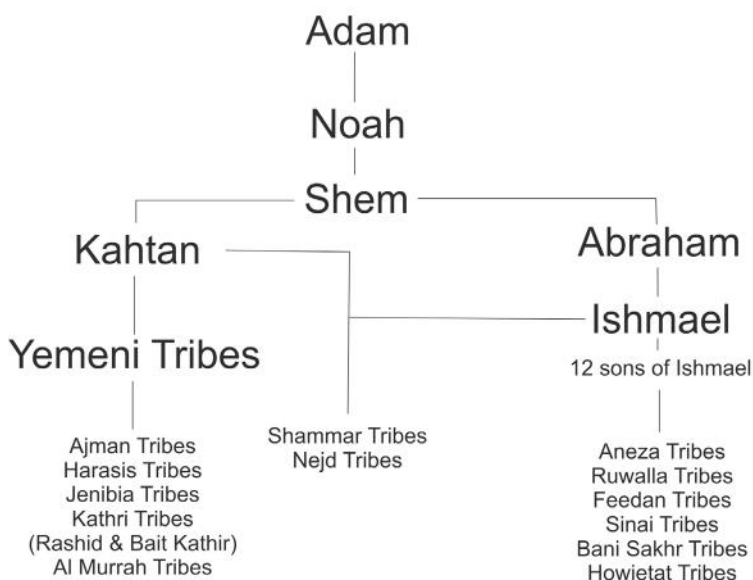 Adam
Noah
Shem
Kahtan
Abraham
Ishmael
Yemeni Tribes
12 sons of Ishmael
Ajman Tribes
Harasis Tribes
Jenibia Tribes
Kathri Tribes
(Rashid & Bait Kathir)
Al Murrah Tribes
Shammar Tribes
Nejd Tribes
Aneza Tribes
Ruwalla Tribes
Feedan Tribes
Sinai Tribes
Bani Sakhr Tribes
Howietat Tribes